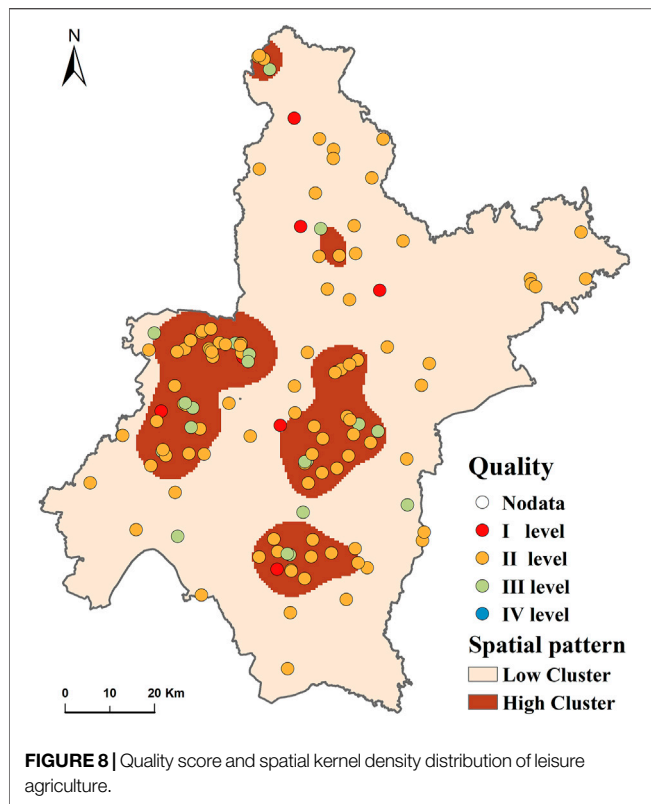 N
Quality
Nodata
I level
II level
III level
IV level
Spatial pattern
Low Cluster
High Cluster
0 10 20 Km
FIGURE 8 | Quality score and spatial kernel density distribution of leisure
agriculture.